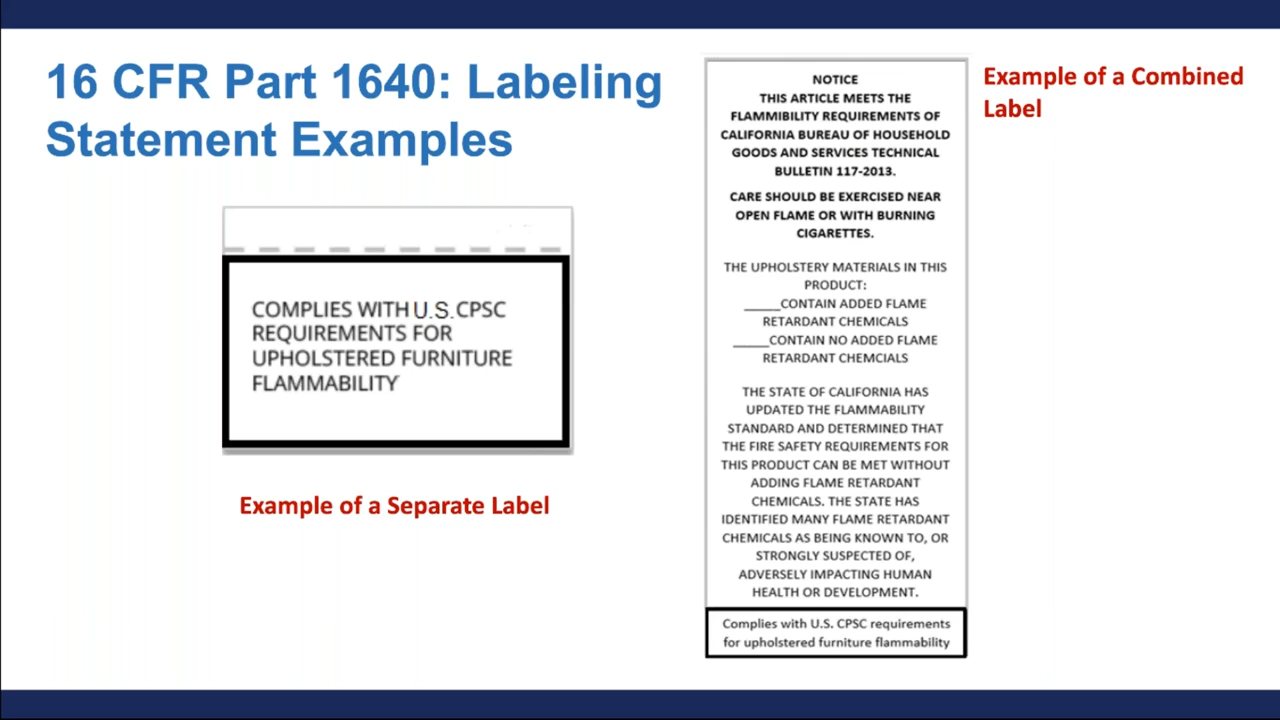 16 CFR Part 1640: Labeling
Statement Examples
COMPLIES WITH U.S. CPSC
REQUIREMENTS FOR
UPHOLSTERED FURNITURE
FLAMMABILITY
Example of a Separate Label
NOTICE
THIS ARTICLE MEETS THE
FLAMMIBILITY REQUIREMENTS OF
CALIFORNIA BUREAU OF HOUSEHOLD
GOODS AND SERVICES TECHNICAL
BULLETIN 117-2013.
CARE SHOULD BE EXERCISED NEAR
OPEN FLAME OR WITH BURNING
CIGARETTES.
THE UPHOLSTERY MATERIALS IN THIS
PRODUCT:
_____CONTAIN ADDED FLAME
RETARDANT CHEMICALS
_____CONTAIN NO ADDED FLAME
RETARDANT CHEMCIALS
THE STATE OF CALIFORNIA HAS
UPDATED THE FLAMMABILITY
STANDARD AND DETERMINED THAT
THE FIRE SAFETY REQUIREMENTS FOR
THIS PRODUCT CAN BE MET WITHOUT
ADDING FLAME RETARDANT
CHEMICALS. THE STATE HAS
IDENTIFIED MANY FLAME RETARDANT
CHEMICALS AS BEING KNOWN TO, OR
STRONGLY SUSPECTED OF,
ADVERSELY IMPACTING HUMAN
HEALTH OR DEVELOPMENT.
Complies with U.S. CPSC requirements
for upholstered furniture flammability
Example of a Combined
Label